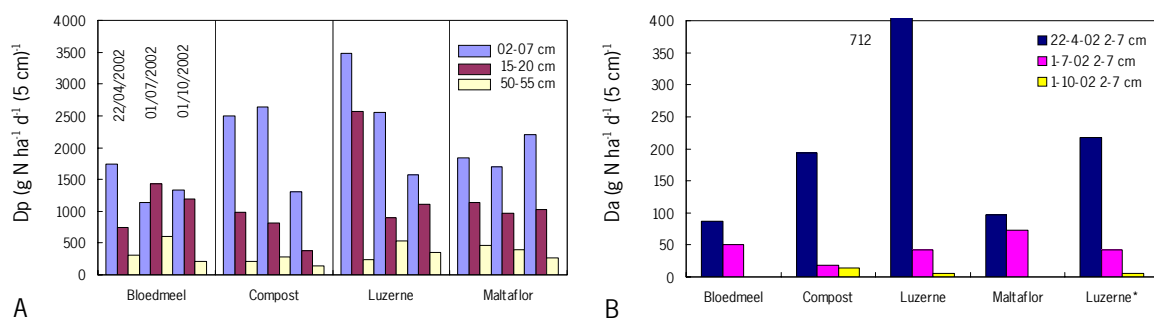 Dp (g N ha⁻¹ d⁻¹ (5 cm)⁻¹
4000
3500
3000
2500
2000
1500
1000
500
0
22/04/2002
01/07/2002
01/10/2002
02-07 cm
15-20 cm
50-55 cm
Bloedmeel Compost Luzerne Maltaflor
A
Da (g N ha⁻¹ d⁻¹ (5 cm)⁻¹
400
350
300
250
200
150
100
50
0
712
22-4-02 2-7 cm
1-7-02 2-7 cm
1-10-02 2-7 cm
Bloedmeel Compost Luzerne Maltaflor Luzerne*
B